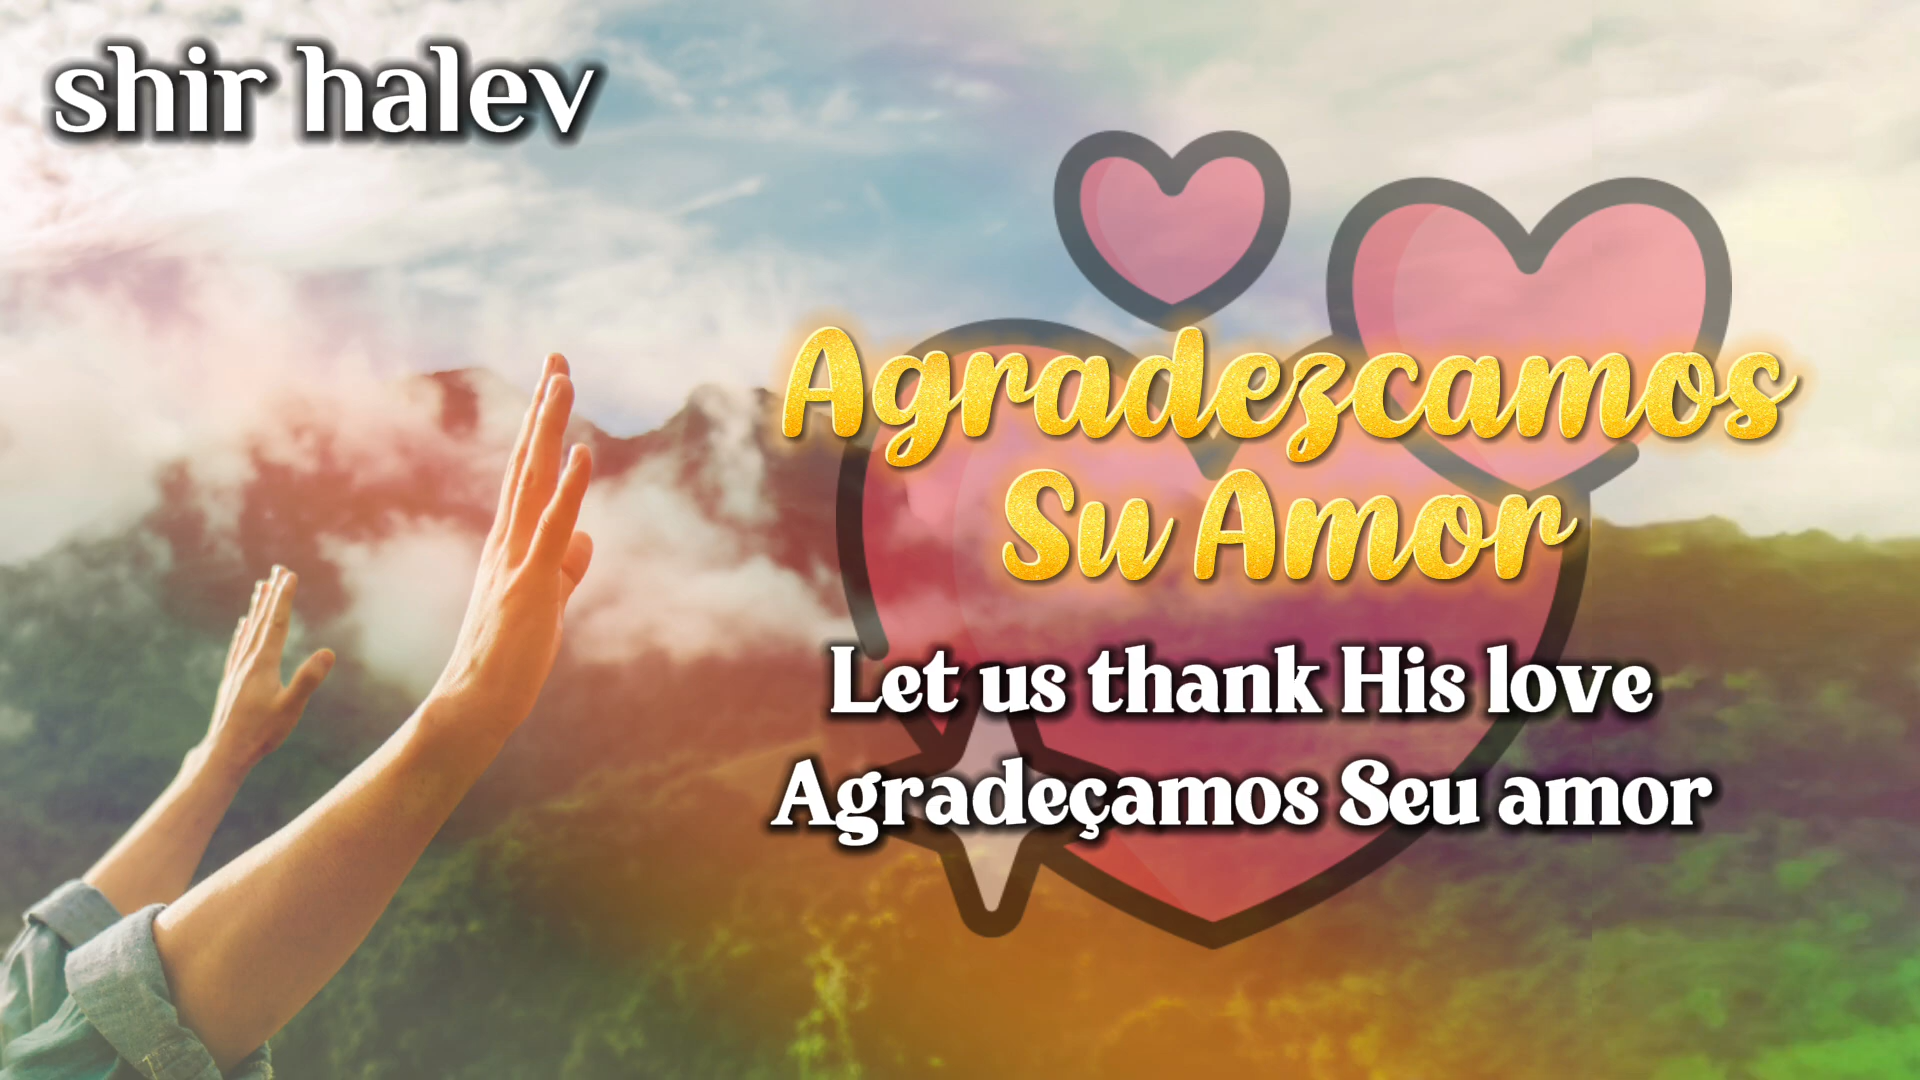 shir halev
Agradezcamos
Su Amor
Let us thank His love
Agradeçamos Seu amor